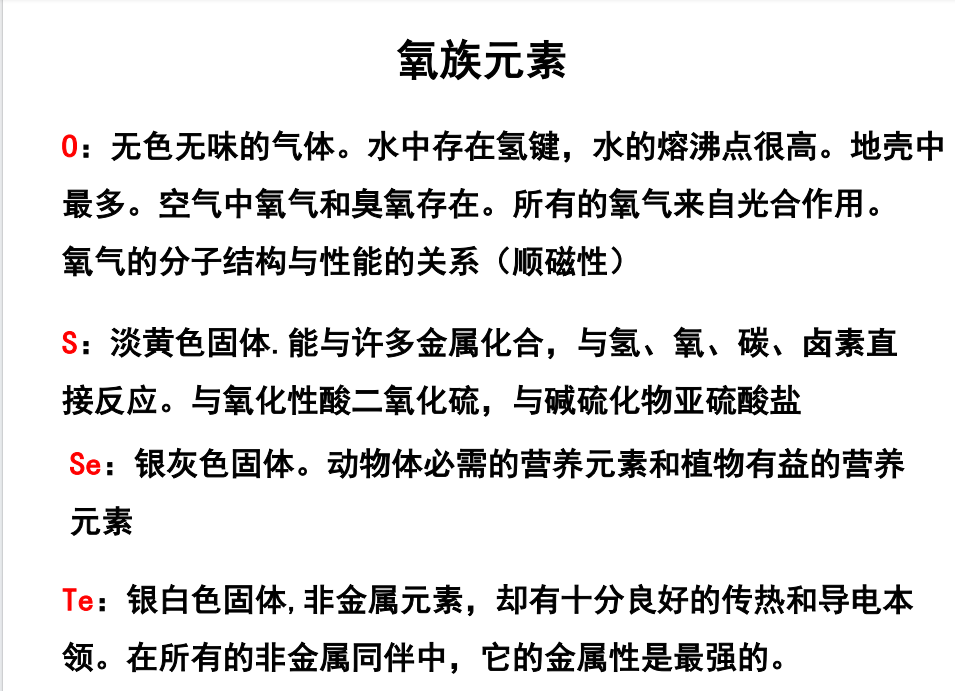 氧族元素
O：无色无味的气体。水中存在氢键，水的熔沸点很高。地壳中
最多。空气中氧气和臭氧存在。所有的氧气来自光合作用。
氧气的分子结构与性能的关系（顺磁性）
S：淡黄色固体.能与许多金属化合，与氢、氧、碳、卤素直
接反应。与氧化性酸二氧化硫，与碱硫化物亚硫酸盐
Se：银灰色固体。动物体必需的营养元素和植物有益的营养
元素
Te：银白色固体,非金属元素，却有十分良好的传热和导电本
领。在所有的非金属同伴中，它的金属性是最强的。